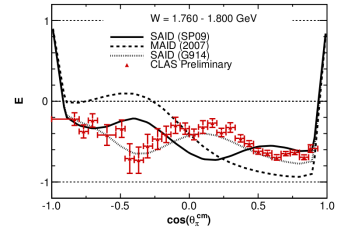 W = 1.760 - 1.800 GeV
SAID (SP09)
MAID (2007)
SAID (G914)
CLAS Preliminary
1
0
-1
E
-1.0
-0.5
0.0
0.5
1.0
cos(θπcm)